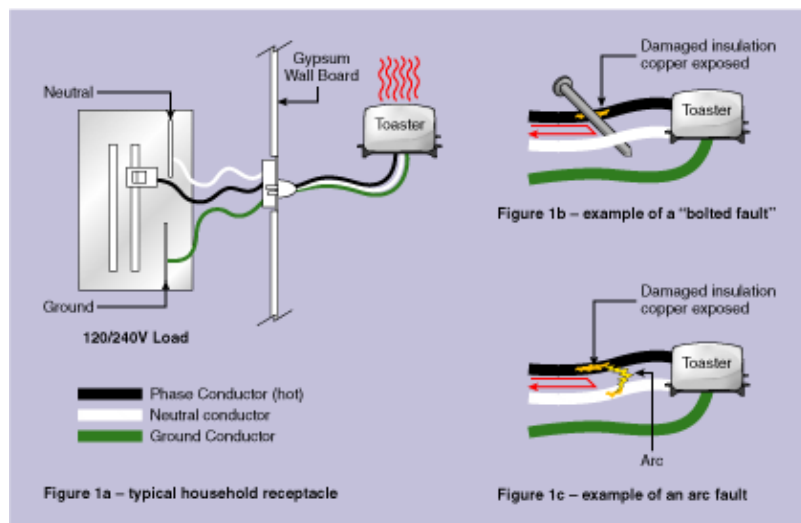 Neutral
Gypsum
Wall Board
Toaster
Ground
120/240V Load
Phase Conductor (hot)
Neutral conductor
Ground Conductor
Figure 1a – typical household receptacle
Damaged insulation
copper exposed
Toaster
Figure 1b – example of a “bolted fault”
Damaged insulation
copper exposed
Toaster
Arc
Figure 1c – example of an arc fault